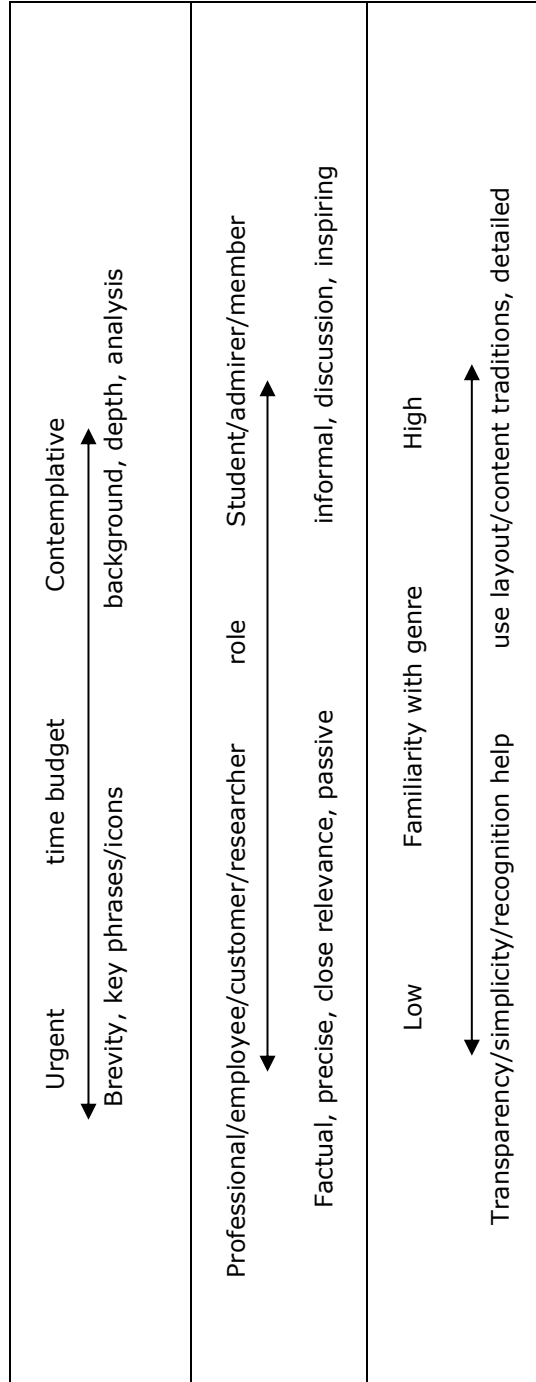 Urgent time budget Contemplative
Brevity, key phrases/icons background, depth, analysis
Professional/employee/customer/researcher role Student/admirer/member
Factual, precise, close relevance, passive informal, discussion, inspiring
Low Familiarity with genre High
Transparency/simplicity/recognition help use layout/content traditions, detailed